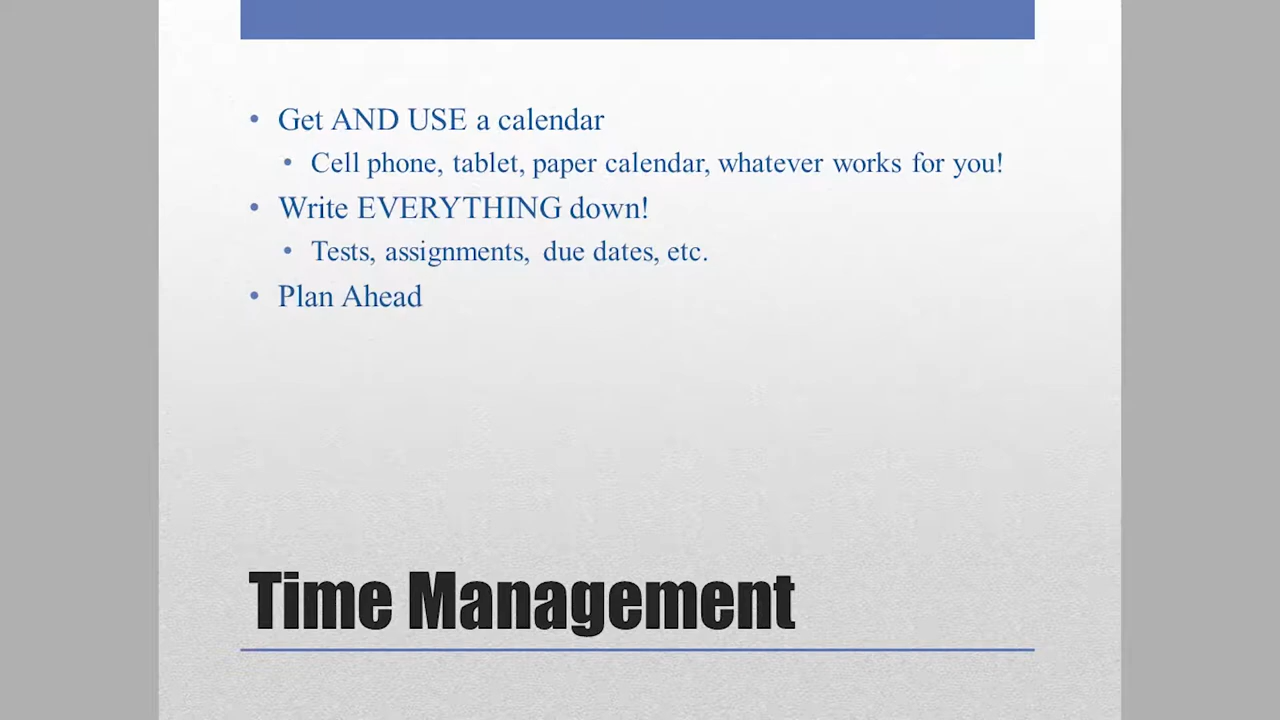 • Get AND USE a calendar
• Cell phone, tablet, paper calendar, whatever works for you!
• Write EVERYTHING down!
• Tests, assignments, due dates, etc.
• Plan Ahead
Time Management